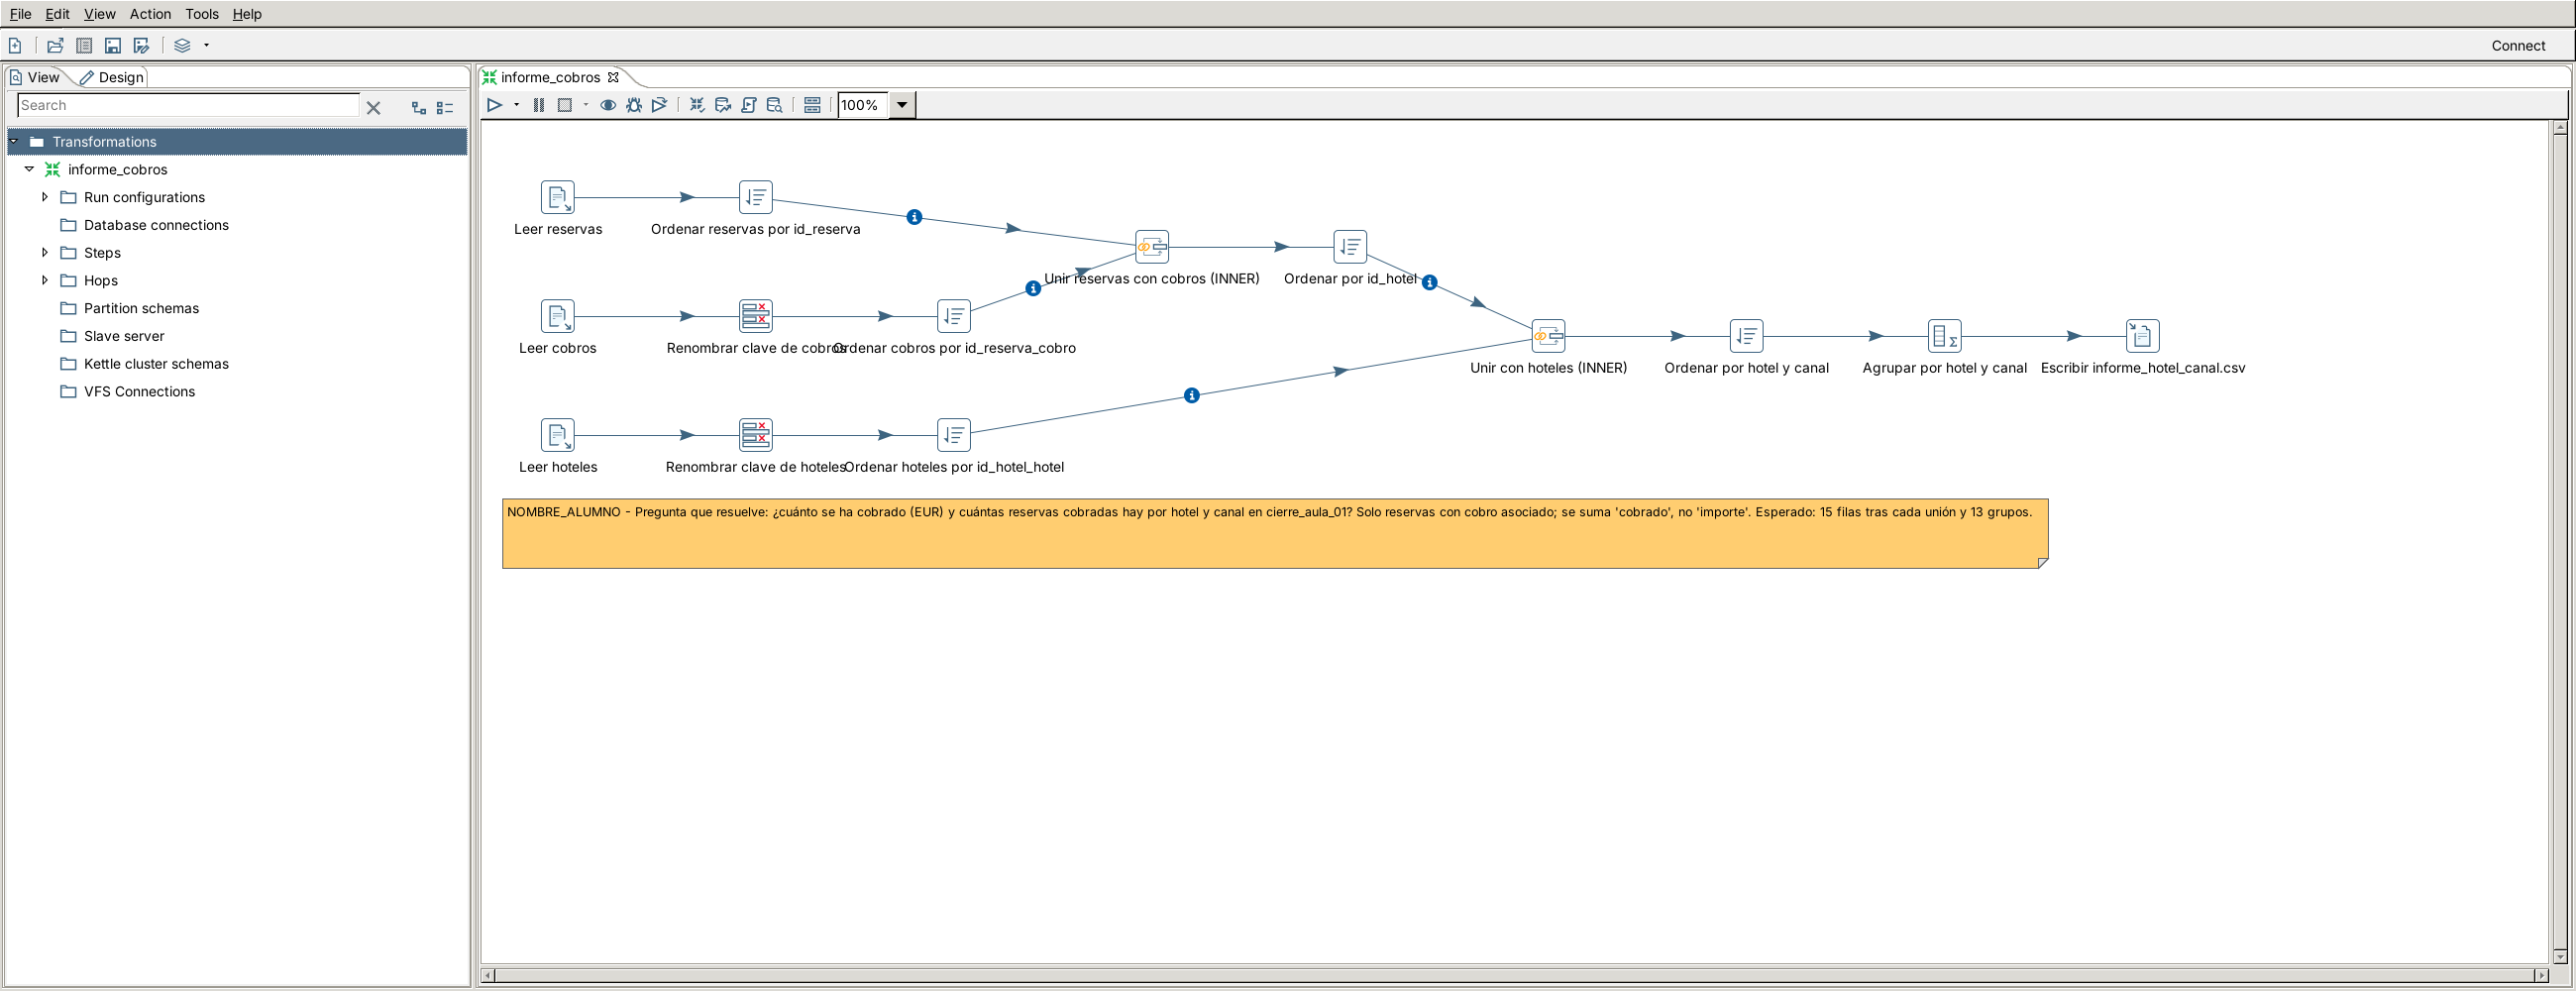 File Edit View Action Tools Help
Connect
View Design
informe_cobros
Search
100%
Transformations
informe_cobros
Run configurations
Database connections
Steps
Hops
Partition schemas
Slave server
Kettle cluster schemas
VFS Connections
Leer reservas
Ordenar reservas por id_reserva
Unir reservas con cobros (INNER)
Ordenar por id_hotel
Leer cobros
Renombrar clave de cobros
Ordenar cobros por id_reserva_cobro
Unir con hoteles (INNER)
Ordenar por hotel y canal
Agrupar por hotel y canal
Escribir informe_hotel_canal.csv
Leer hoteles
Renombrar clave de hoteles
Ordenar hoteles por id_hotel_hotel
NOMBRE_ALUMNO - Pregunta que resuelve: ¿cuánto se ha cobrado (EUR) y cuántas reservas cobradas hay por hotel y canal en cierre_aula_01? Solo reservas con cobro asociado; se suma 'cobrado', no 'importe'. Esperado: 15 filas tras cada unión y 13 grupos.